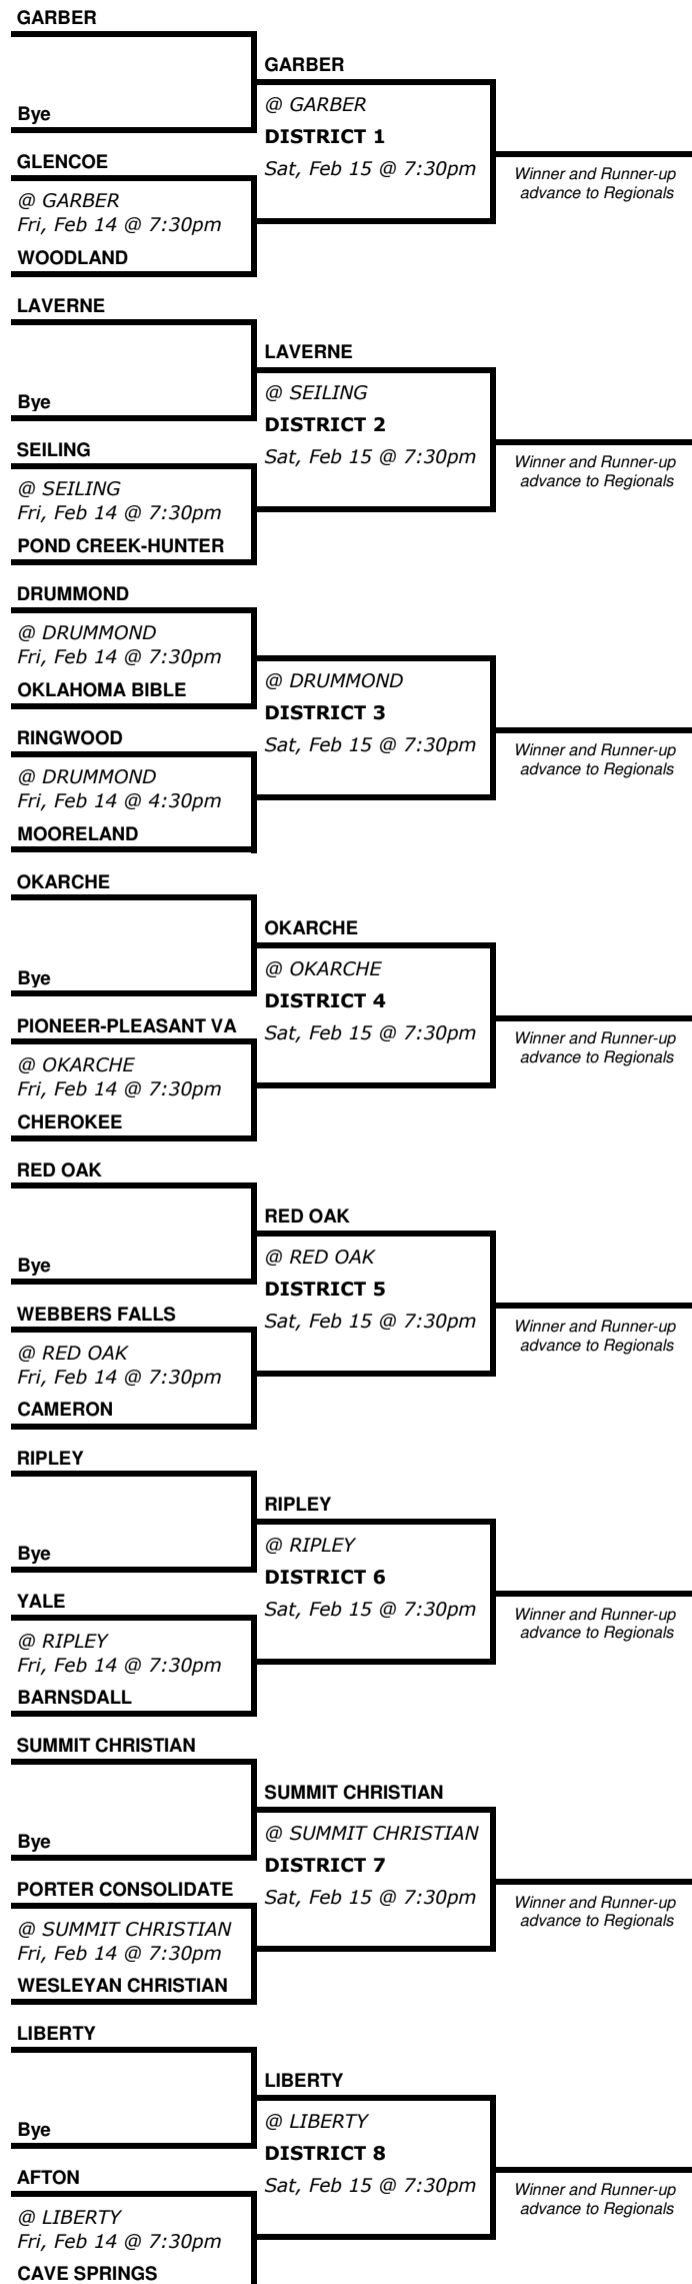 GARBER
GARBER
@ GARBER
Bye
DISTRICT 1
GLENCOE
Sat, Feb 15 @ 7:30pm
Winner and Runner-up
advance to Regionals
@ GARBER
Fri, Feb 14 @ 7:30pm
WOODLAND
LAVERNE
LAVERNE
@ SEILING
Bye
DISTRICT 2
SEILING
Sat, Feb 15 @ 7:30pm
Winner and Runner-up
advance to Regionals
@ SEILING
Fri, Feb 14 @ 7:30pm
POND CREEK-HUNTER
DRUMMOND
@ DRUMMOND
Fri, Feb 14 @ 7:30pm
OKLAHOMA BIBLE
@ DRUMMOND
DISTRICT 3
RINGWOOD
Sat, Feb 15 @ 7:30pm
Winner and Runner-up
advance to Regionals
@ DRUMMOND
Fri, Feb 14 @ 4:30pm
MOORELAND
OKARCHE
OKARCHE
@ OKARCHE
Bye
DISTRICT 4
PIONEER-PLEASANT VA
Sat, Feb 15 @ 7:30pm
Winner and Runner-up
advance to Regionals
@ OKARCHE
Fri, Feb 14 @ 7:30pm
CHEROKEE
RED OAK
RED OAK
@ RED OAK
Bye
DISTRICT 5
WEBBERS FALLS
Sat, Feb 15 @ 7:30pm
Winner and Runner-up
advance to Regionals
@ RED OAK
Fri, Feb 14 @ 7:30pm
CAMERON
RIPLEY
RIPLEY
@ RIPLEY
Bye
DISTRICT 6
YALE
Sat, Feb 15 @ 7:30pm
Winner and Runner-up
advance to Regionals
@ RIPLEY
Fri, Feb 14 @ 7:30pm
BARNSDALL
SUMMIT CHRISTIAN
SUMMIT CHRISTIAN
@ SUMMIT CHRISTIAN
Bye
DISTRICT 7
PORTER CONSOLIDATE
Sat, Feb 15 @ 7:30pm
Winner and Runner-up
advance to Regionals
@ SUMMIT CHRISTIAN
Fri, Feb 14 @ 7:30pm
WESLEYAN CHRISTIAN
LIBERTY
LIBERTY
@ LIBERTY
Bye
DISTRICT 8
AFTON
Sat, Feb 15 @ 7:30pm
Winner and Runner-up
advance to Regionals
@ LIBERTY
Fri, Feb 14 @ 7:30pm
CAVE SPRINGS